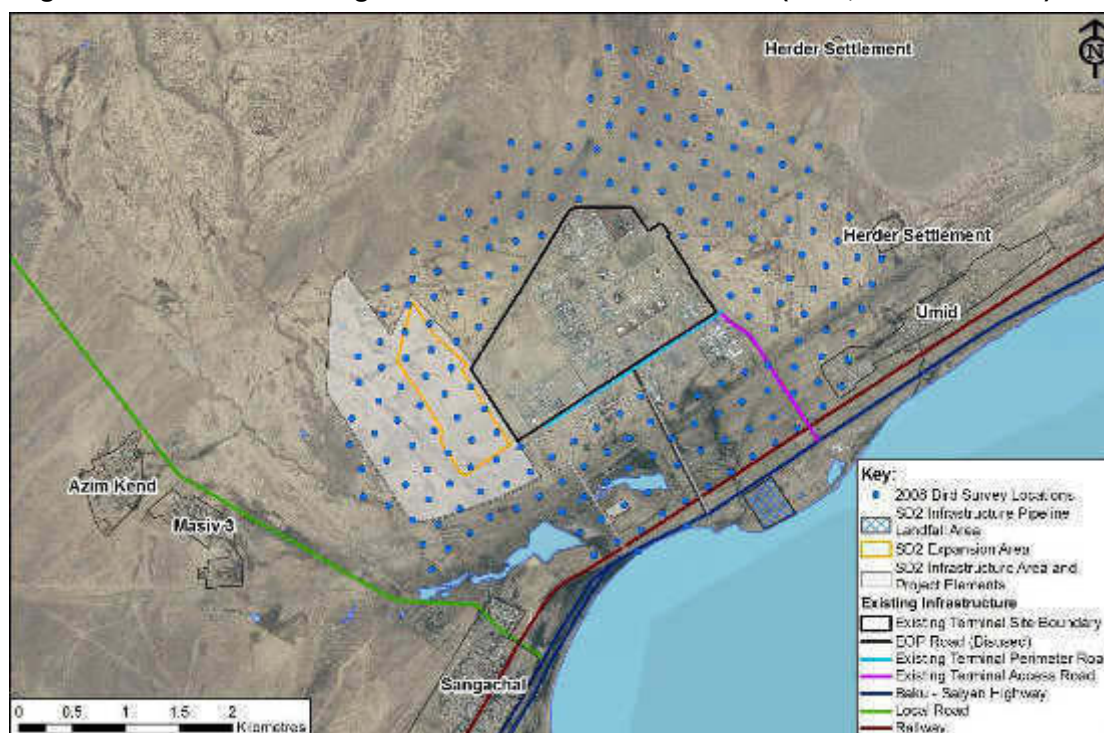 Herder Settlement
N
Herder Settlement
Umid
Azim Kend
Masiv 3
Sangachal
Key:
2008 Bird Survey Locations
SD2 Infrastructure Pipeline
Landfall Area
SD2 Expansion Area
SD2 Infrastructure Area and
Project Elements
Existing Infrastructure
Existing Terminal Site Boundary
EOP Road (Disused)
Existing Terminal Perimeter Roa
Existing Terminal Access Road
Baku - Salyan Highway
Local Road
Railway
0 0.5 1 1.5 2
Kilometres